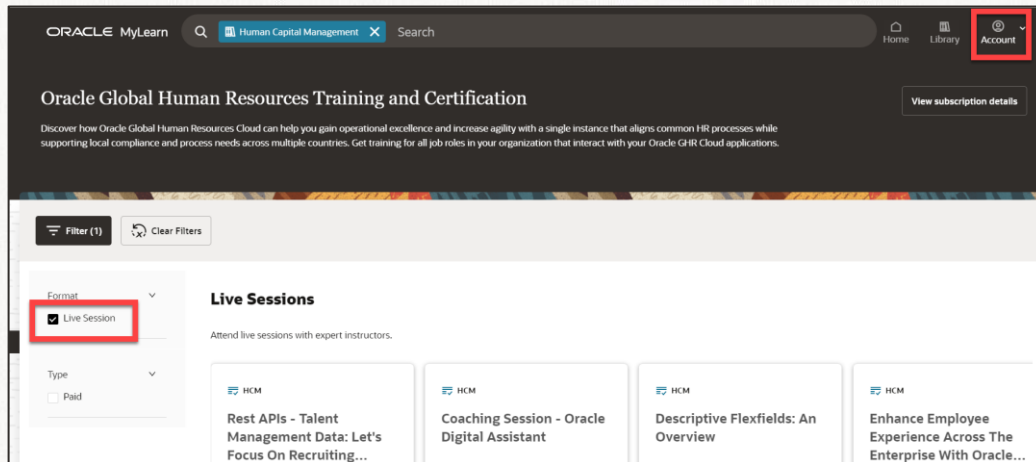 ORACLE MyLearn
Human Capital Management X Search
Home
Library
Account
Oracle Global Human Resources Training and Certification
View subscription details
Discover how Oracle Global Human Resources Cloud can help you gain operational excellence and increase agility with a single instance that aligns common HR processes while
supporting local compliance and process needs across multiple countries. Get training for all job roles in your organization that interact with your Oracle GHR Cloud applications.
Filter (1)
Clear Filters
Format
Live Session
Type
Paid
Live Sessions
Attend live sessions with expert instructors.
HCM
Rest APIs - Talent
Management Data: Let's
Focus On Recruiting...
HCM
Coaching Session - Oracle
Digital Assistant
HCM
Descriptive Flexfields: An
Overview
HCM
Enhance Employee
Experience Across The
Enterprise With Oracle...